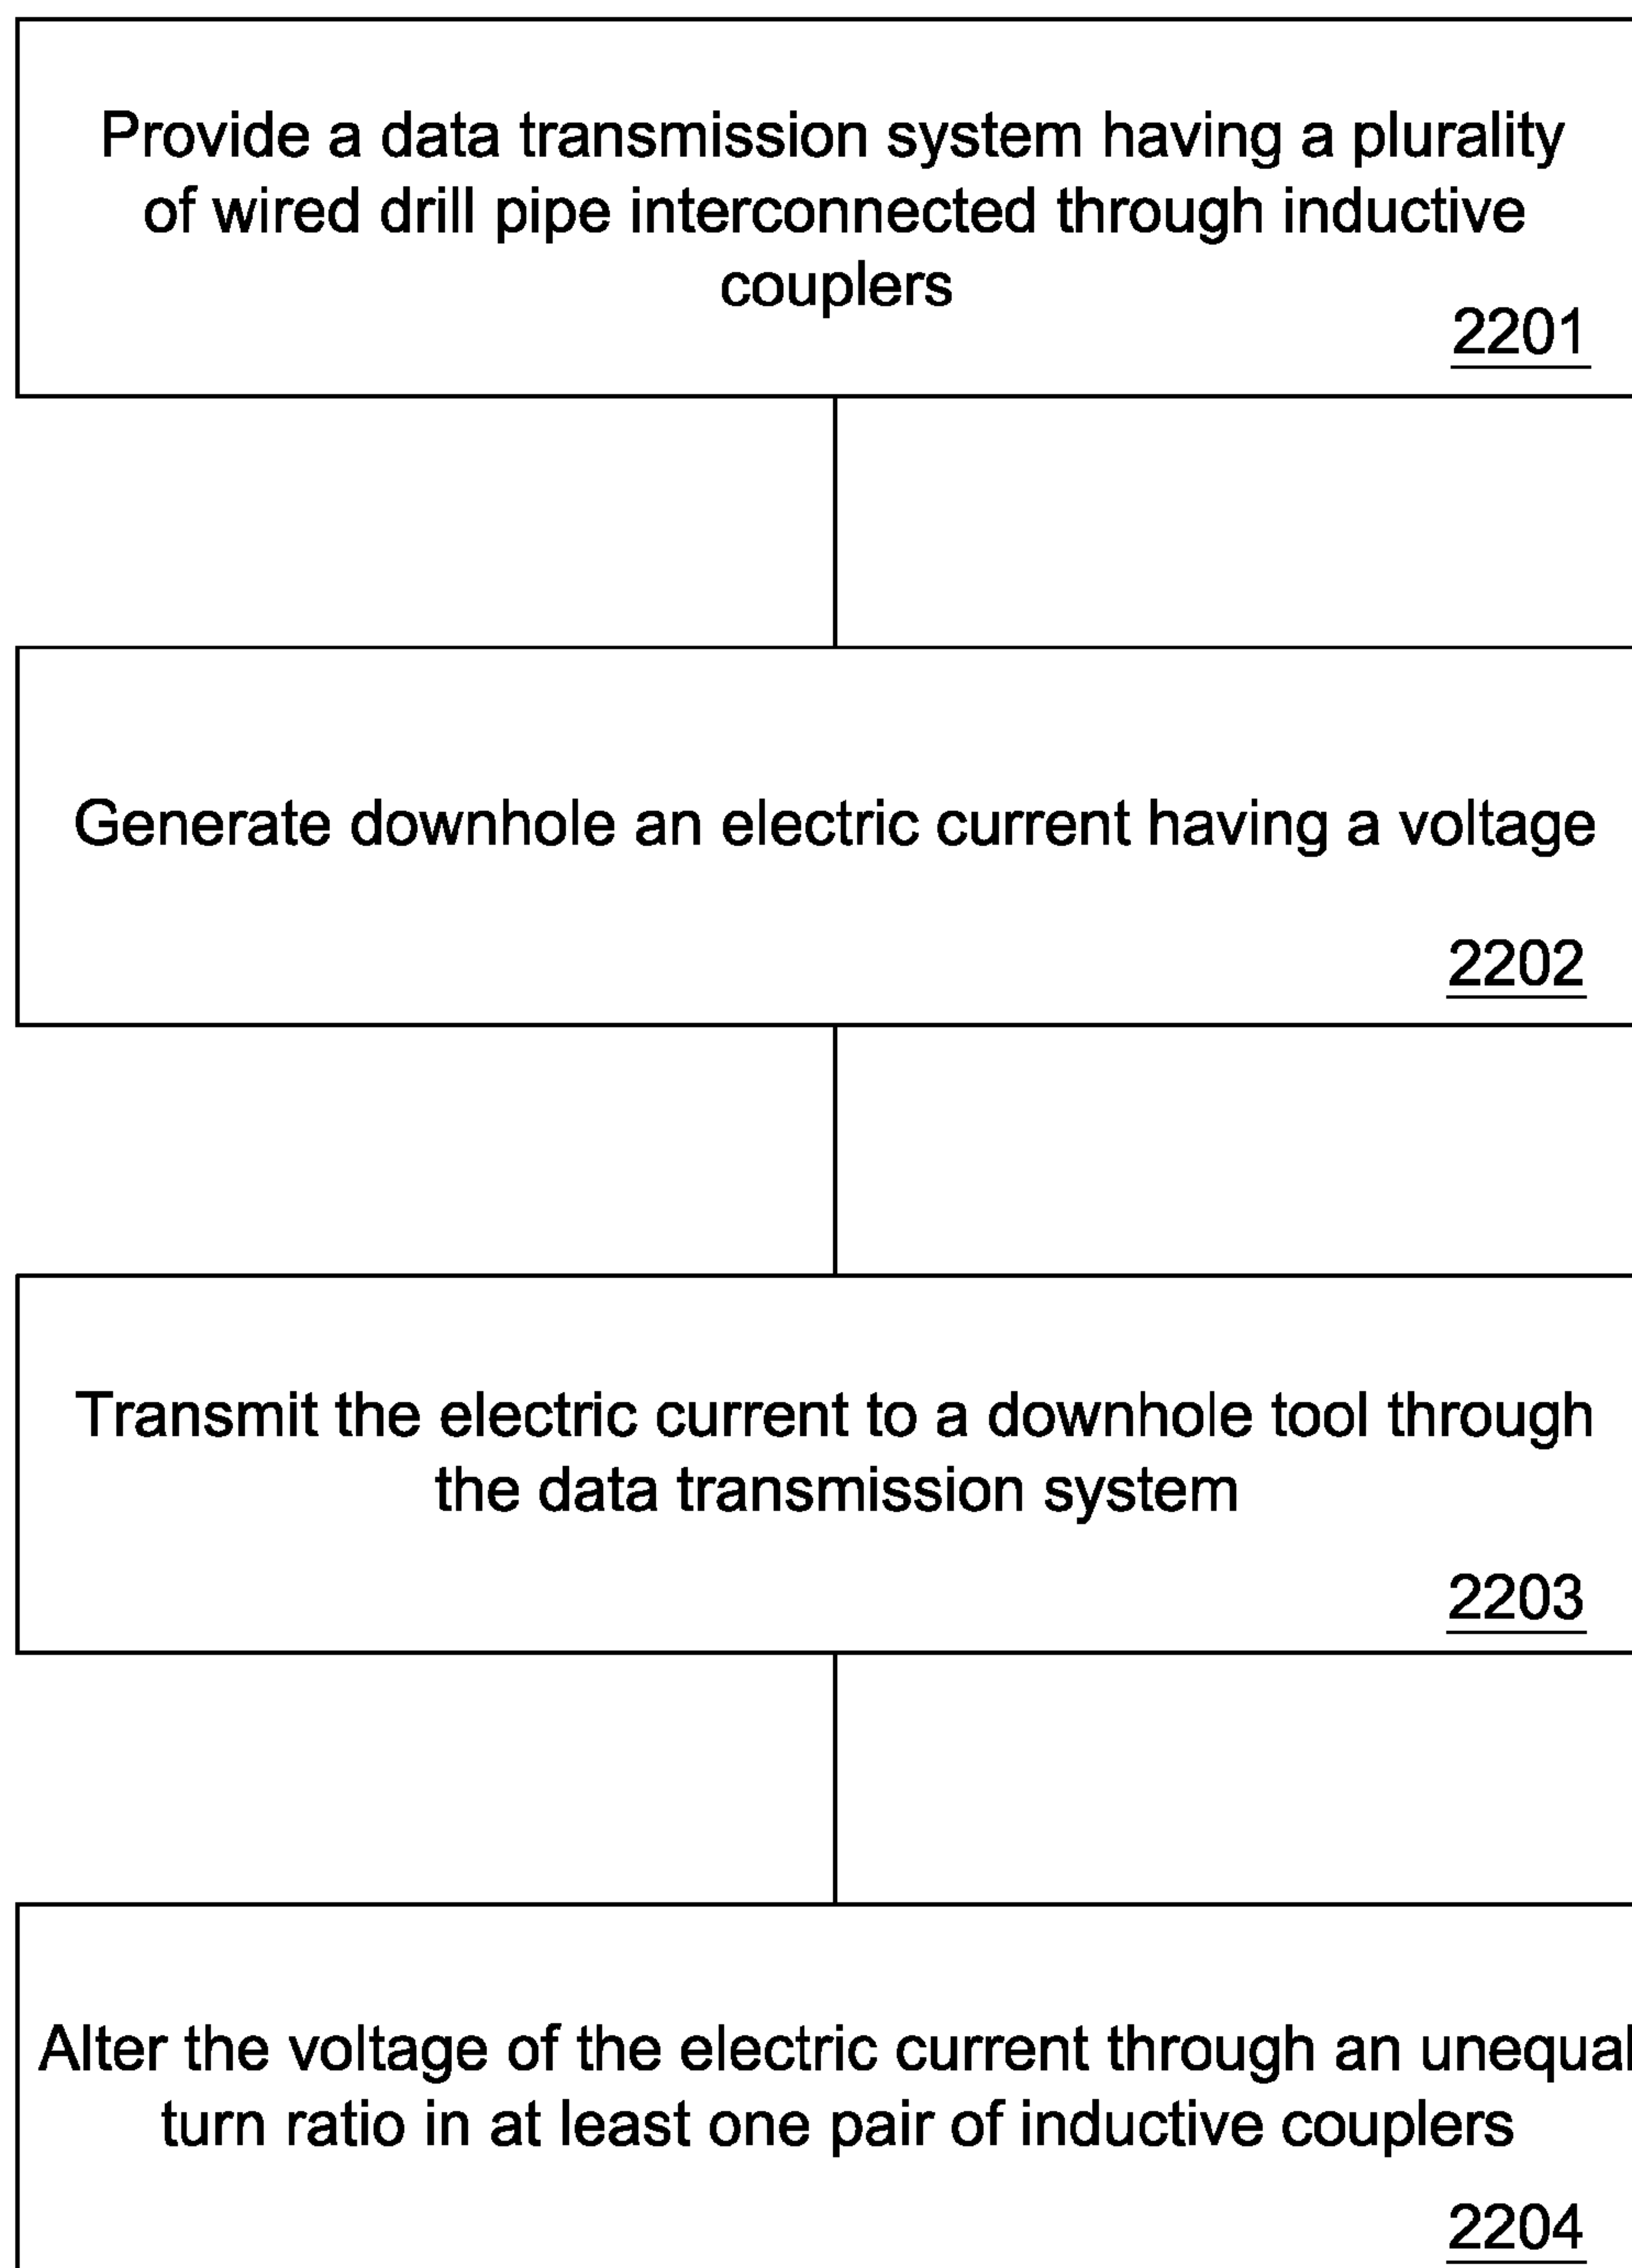 Provide a data transmission system having a plurality
of wired drill pipe interconnected through inductive
couplers
2201
Generate downhole an electric current having a voltage
2202
Transmit the electric current to a downhole tool through
the data transmission system
2203
Alter the voltage of the electric current through an unequal
turn ratio in at least one pair of inductive couplers
2204